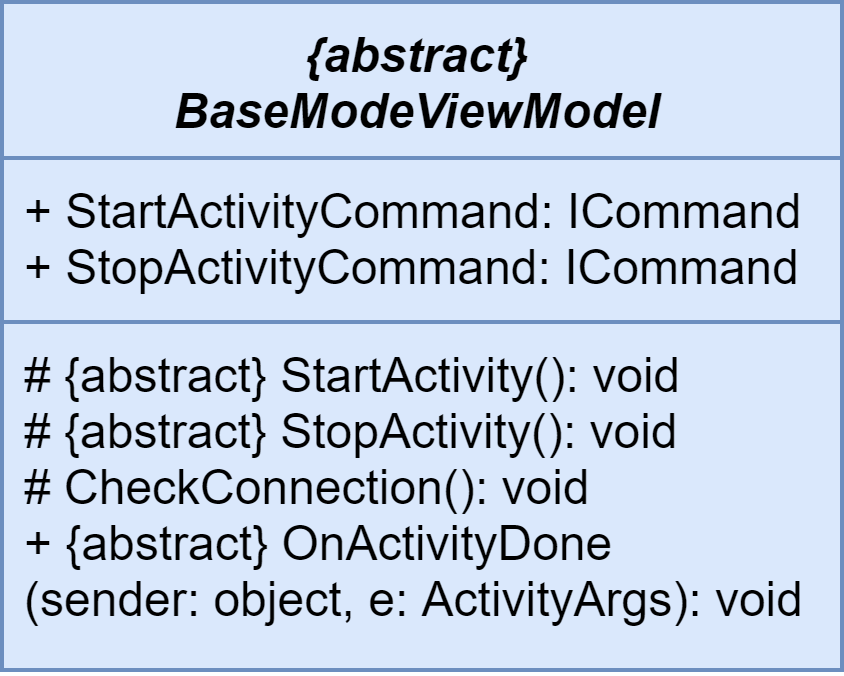 {abstract}
BaseModeViewModel
+ StartActivityCommand: ICommand
+ StopActivityCommand: ICommand
# {abstract} StartActivity(): void
# {abstract} StopActivity(): void
# CheckConnection(): void
+ {abstract} OnActivityDone
(sender: object, e: ActivityArgs): void